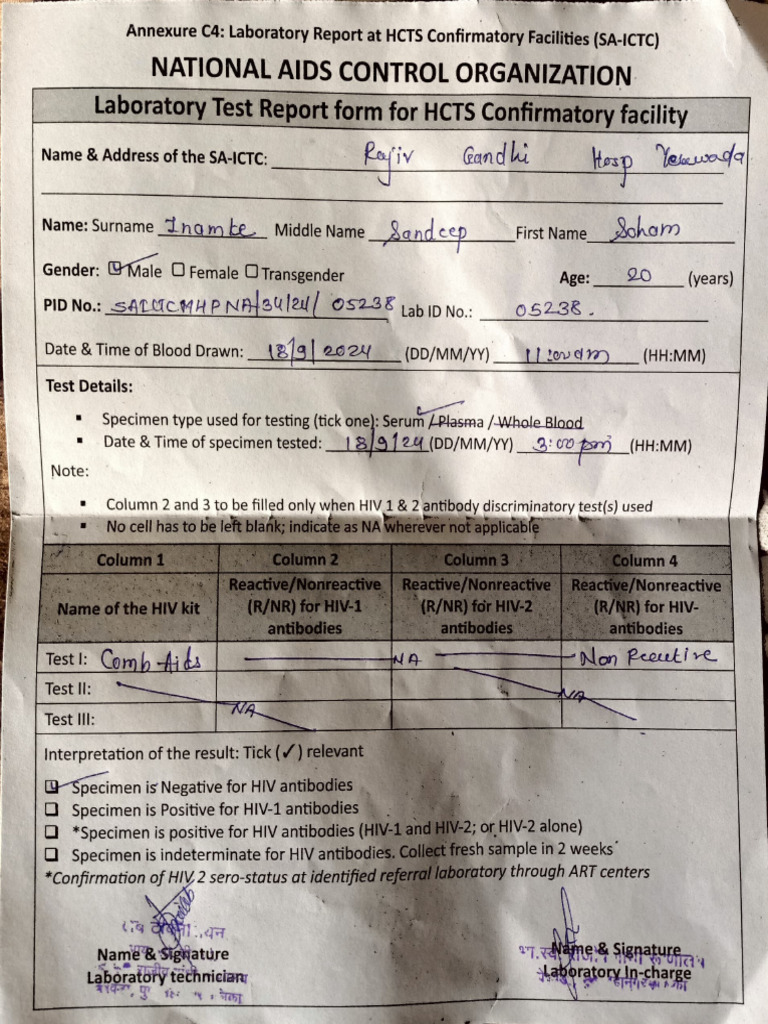 Annexure C4: Laboratory Report at HCTS Confirmatory Facilities (SA-ICTC)
NATIONAL AIDS CONTROL ORGANIZATION
Laboratory Test Report form for HCTS Confirmatory facility
Name & Address of the SA-ICTC: Rajiv Gandhi Hosp Yerawada
Name: Surname Inamke Middle Name Sandeep First Name Soham
Gender: ☑ Male ☐ Female ☐ Transgender Age: 20 (years)
PID No.: 05238 Lab ID No.: 05238.
Date & Time of Blood Drawn: 18/9/2024 (DD/MM/YY) 11:00am (HH:MM)
Test Details:
▪ Specimen type used for testing (tick one): Serum ✓ / Plasma / Whole Blood
▪ Date & Time of specimen tested: 18/9/24 (DD/MM/YY) 3:00 pm (HH:MM)
Note:
▪ Column 2 and 3 to be filled only when HIV 1 & 2 antibody discriminatory test(s) used
▪ No cell has to be left blank; indicate as NA wherever not applicable
Column 1 Column 2 Column 3 Column 4
Name of the HIV kit Reactive/Nonreactive (R/NR) for HIV-1 antibodies Reactive/Nonreactive (R/NR) for HIV-2 antibodies Reactive/Nonreactive (R/NR) for HIV- antibodies
Test I: Comb Aids NA Non Reactive
Test II: NA
Test III: NA
Interpretation of the result: Tick (✓) relevant
☑ Specimen is Negative for HIV antibodies
☐ Specimen is Positive for HIV-1 antibodies
☐ *Specimen is positive for HIV antibodies (HIV-1 and HIV-2; or HIV-2 alone)
☐ Specimen is indeterminate for HIV antibodies. Collect fresh sample in 2 weeks
*Confirmation of HIV 2 sero-status at identified referral laboratory through ART centers
Name & Signature Name & Signature
Laboratory technician Laboratory In-charge